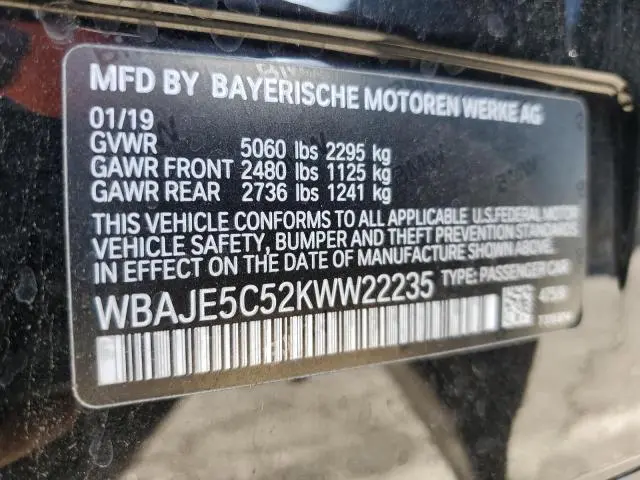 MFD BY BAYERISCHE MOTOREN WERKE AG
01/19
GVWR 5060 lbs 2295 kg
GAWR FRONT 2480 lbs 1125 kg
GAWR REAR 2736 lbs 1241 kg
THIS VEHICLE CONFORMS TO ALL APPLICABLE U.S.FEDERAL MOTOR
VEHICLE SAFETY, BUMPER AND THEFT PREVENTION STANDARDS
IN EFFECT ON THE DATE OF MANUFACTURE SHOWN ABOVE.
WBAJE5C52KWW22235 TYPE: PASSENGER CAR